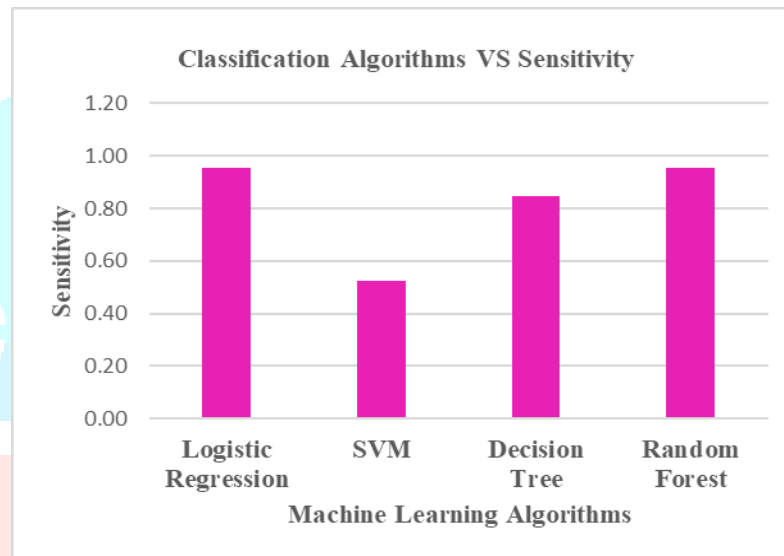 Classification Algorithms VS Sensitivity
1.20
1.00
0.80
0.60
0.40
0.20
0.00
Sensitivity
Logistic Regression
SVM
Decision Tree
Random Forest
Machine Learning Algorithms